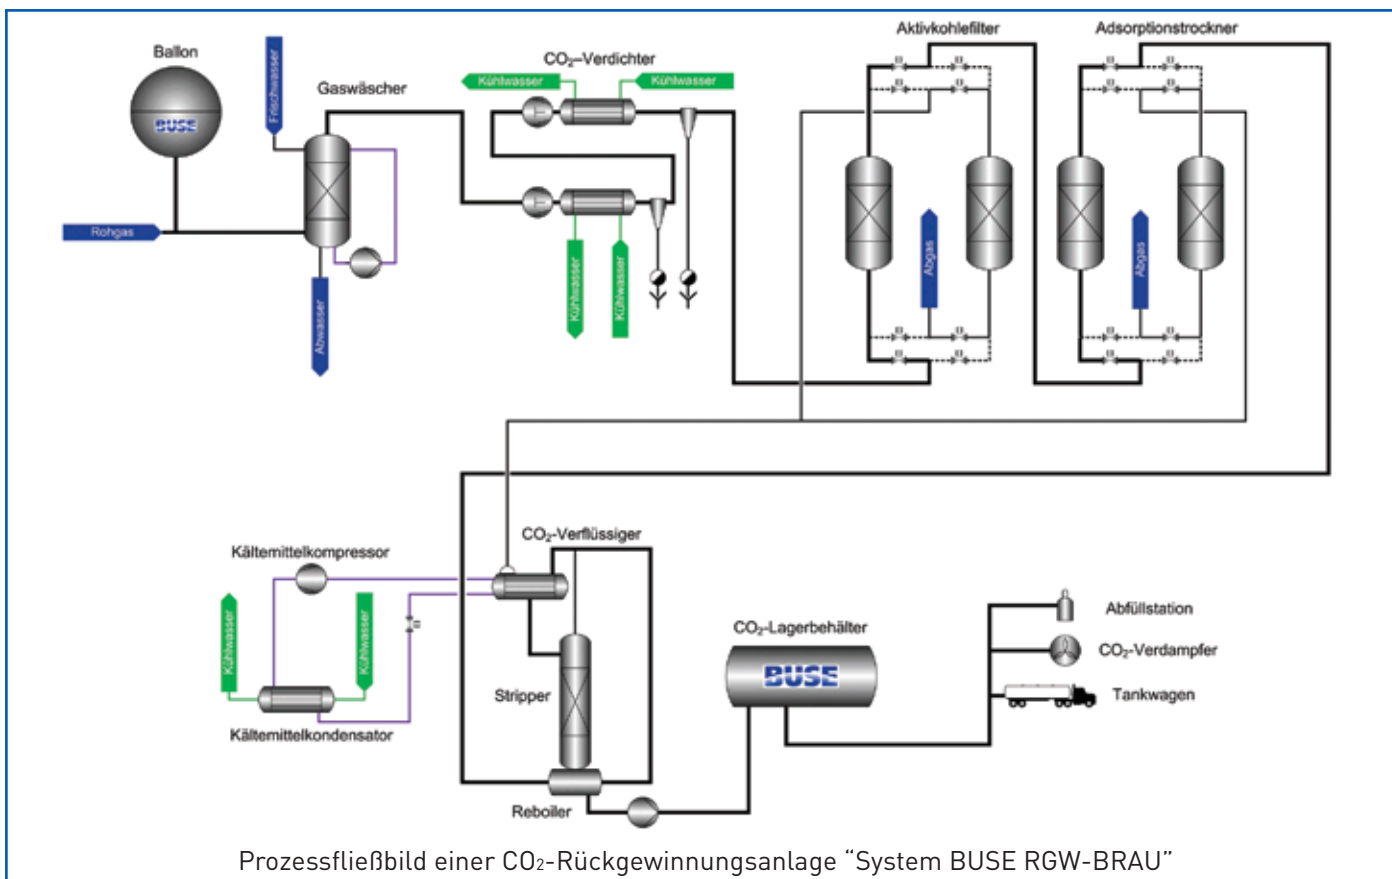 Ballon
BUSE
Rohgas
Frischwasser
Gaswäscher
Abwasser
CO₂–Verdichter
Kühlwasser
Kühlwasser
Kühlwasser
Kühlwasser
Aktivkohlefilter
Abgas
Adsorptionstrockner
Abgas
Kältemittelkompressor
Kühlwasser
Kühlwasser
Kältemittelkondensator
CO₂-Verflüssiger
Stripper
Reboiler
CO₂-Lagerbehälter
BUSE
Abfüllstation
CO₂-Verdampfer
Tankwagen
Prozessfließbild einer CO₂-Rückgewinnungsanlage “System BUSE RGW-BRAU”